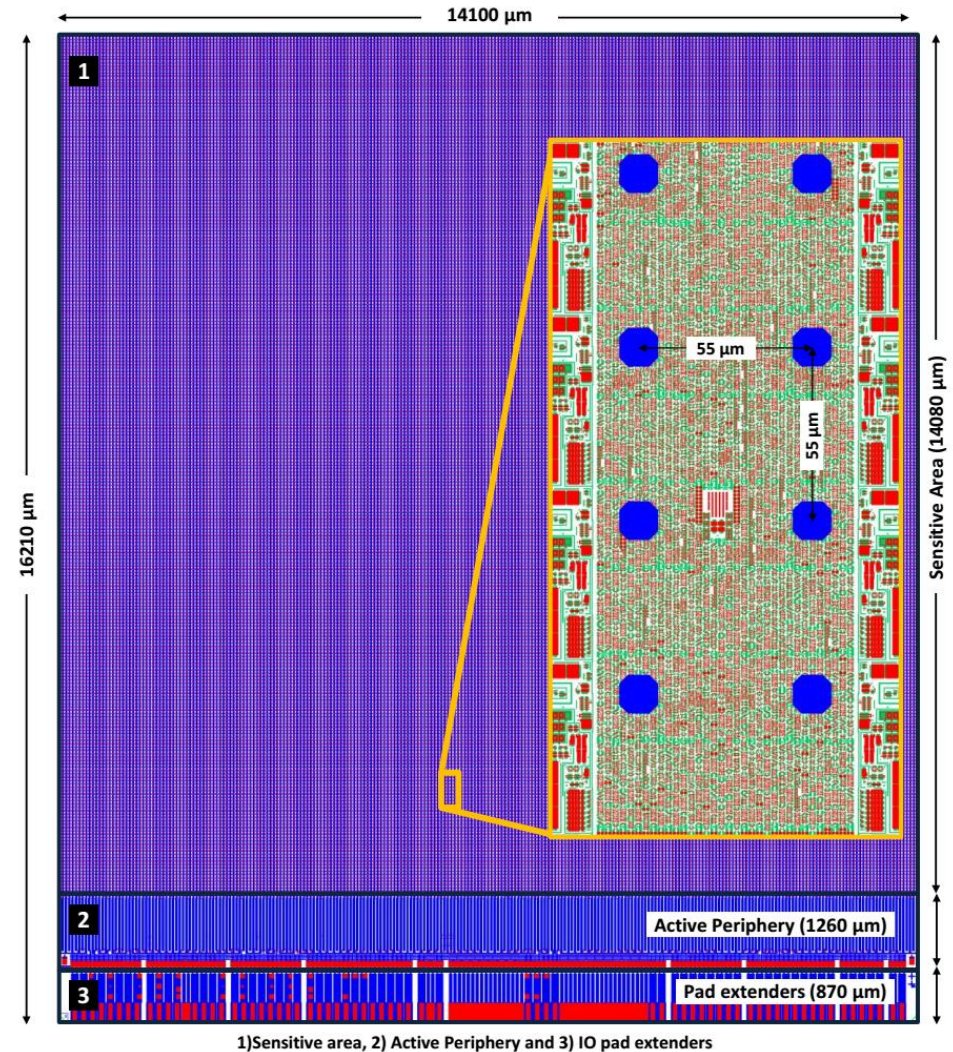 14100 µm
1
16210 µm
Sensitive Area (14080 µm)
55 µm
55 µm
2
Active Periphery (1260 µm)
3
Pad extenders (870 µm)
1)Sensitive area, 2) Active Periphery and 3) IO pad extenders